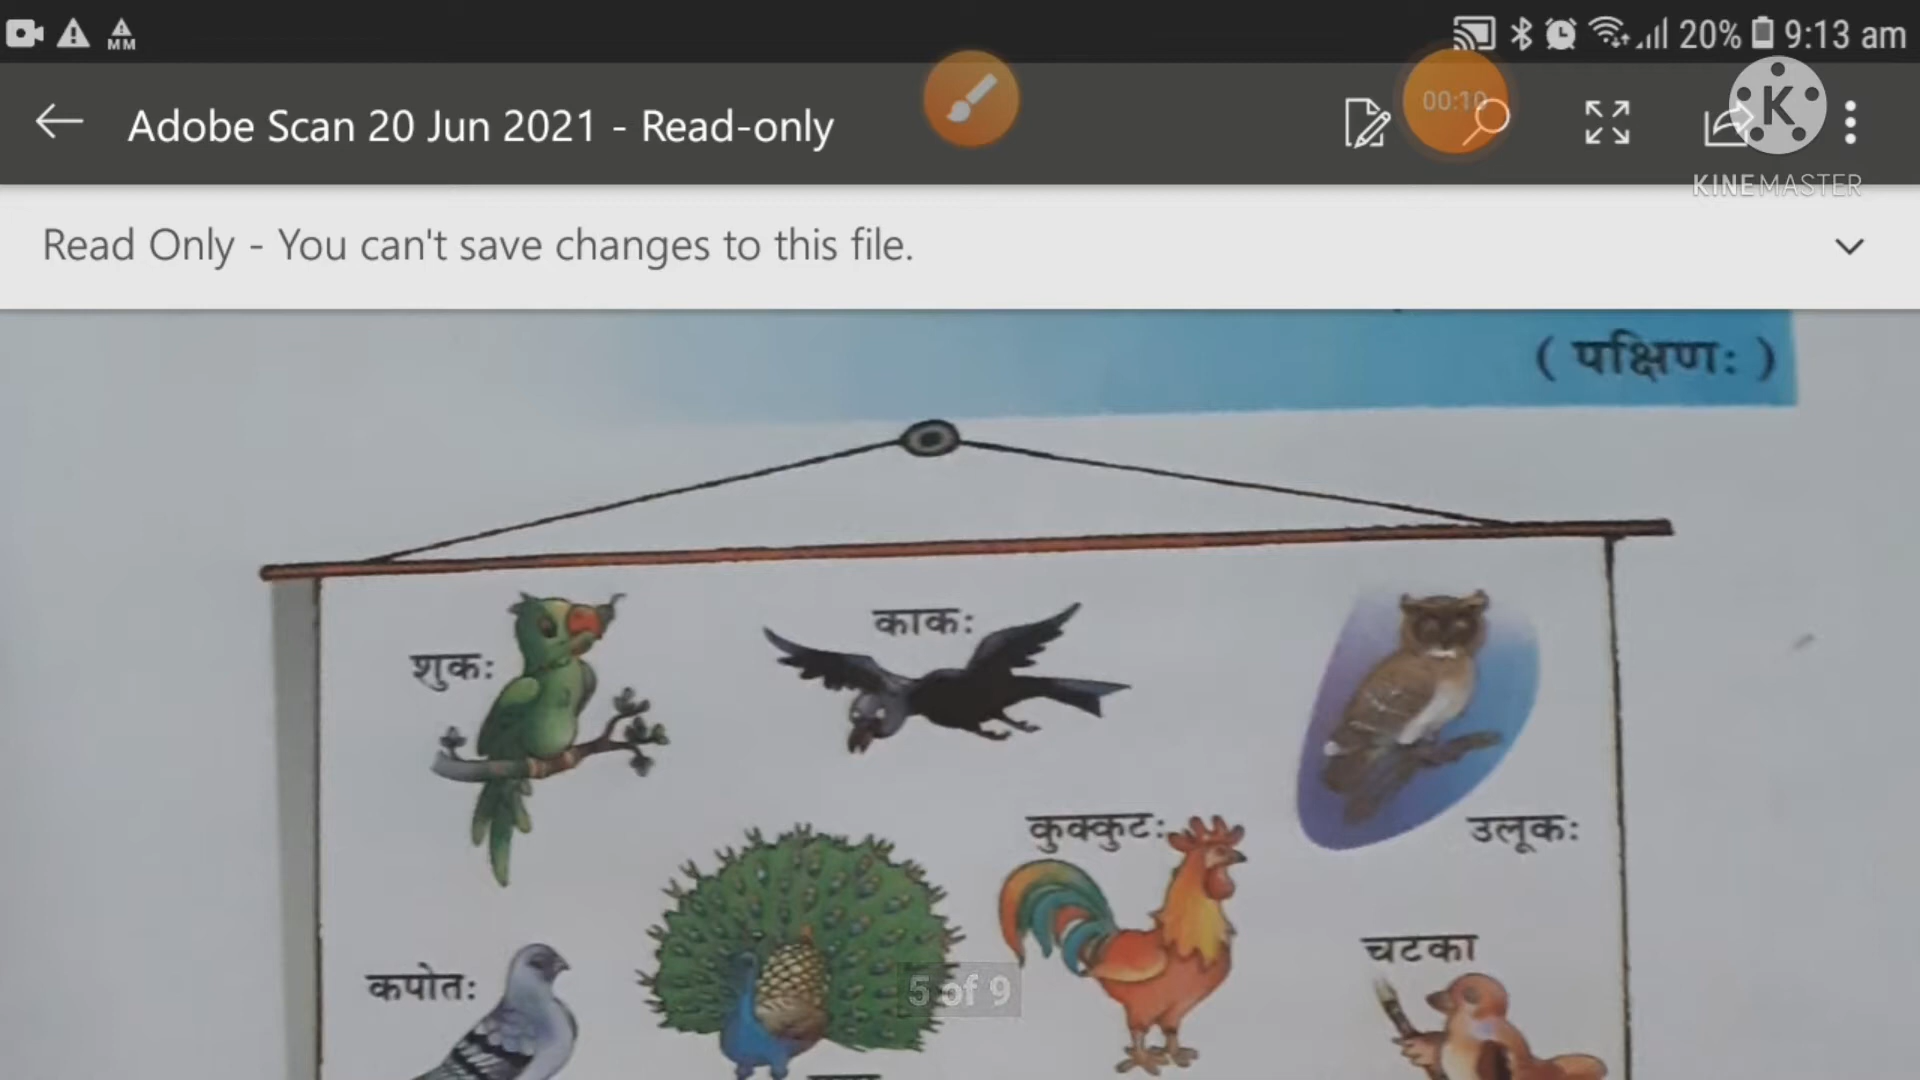 MM
20% 9:13 am
Adobe Scan 20 Jun 2021 - Read-only
00:10
K
KINEMASTER
Read Only - You can't save changes to this file.
( पक्षिणः )
शुकः
काकः
उलूकः
कुक्कुटः
चटका
कपोतः
5 of 9